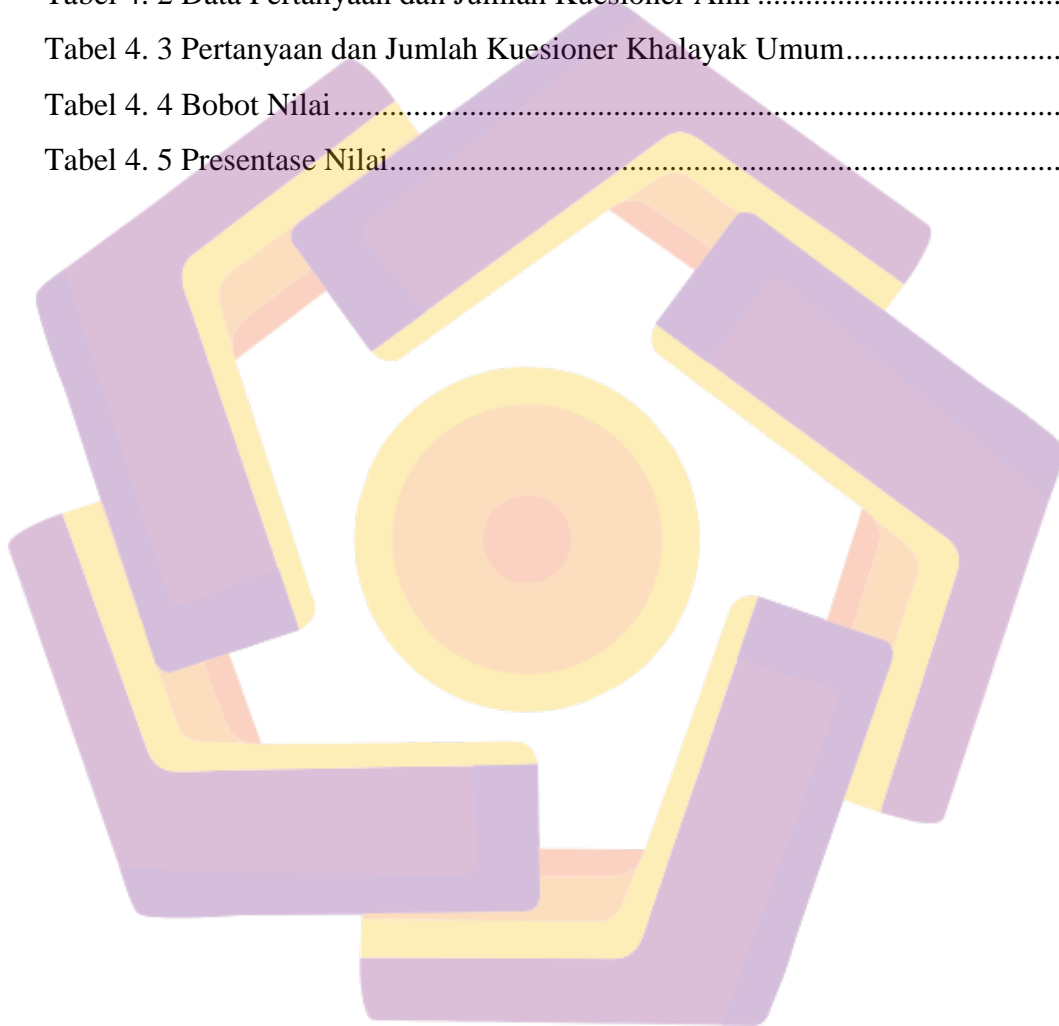 Tabel 4. 2 Data Pertanyaan dan Jumlah Kuesioner Ahli ....................................
Tabel 4. 3 Pertanyaan dan Jumlah Kuesioner Khalayak Umum..........................
Tabel 4. 4 Bobot Nilai...........................................................................................
Tabel 4. 5 Presentase Nilai....................................................................................